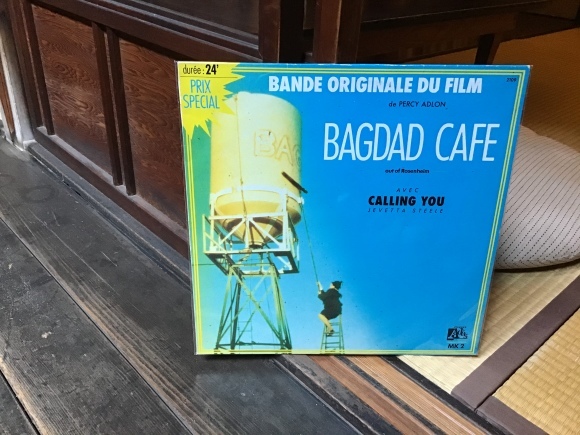 durée : 24'
PRIX
SPECIAL
BANDE ORIGINALE DU FILM
de PERCY ADLON
BAGDAD CAFE
out of Rosenheim
AVEC
CALLING YOU
JEVETTA STEELE
MK2